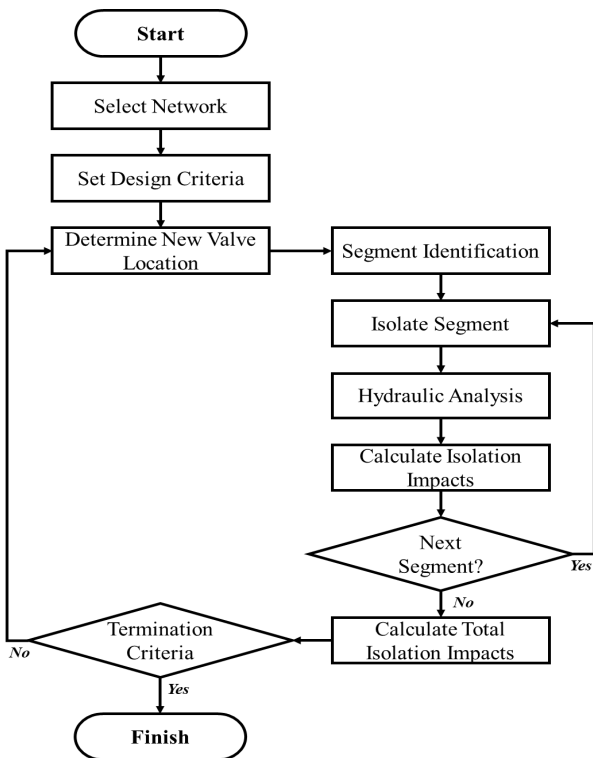 Start
Select Network
Set Design Criteria
Determine New Valve
Location
Segment Identification
Isolate Segment
Hydraulic Analysis
Calculate Isolation
Impacts
Next
Segment?
Yes
No
Calculate Total
Isolation Impacts
Termination
Criteria
No
Yes
Finish